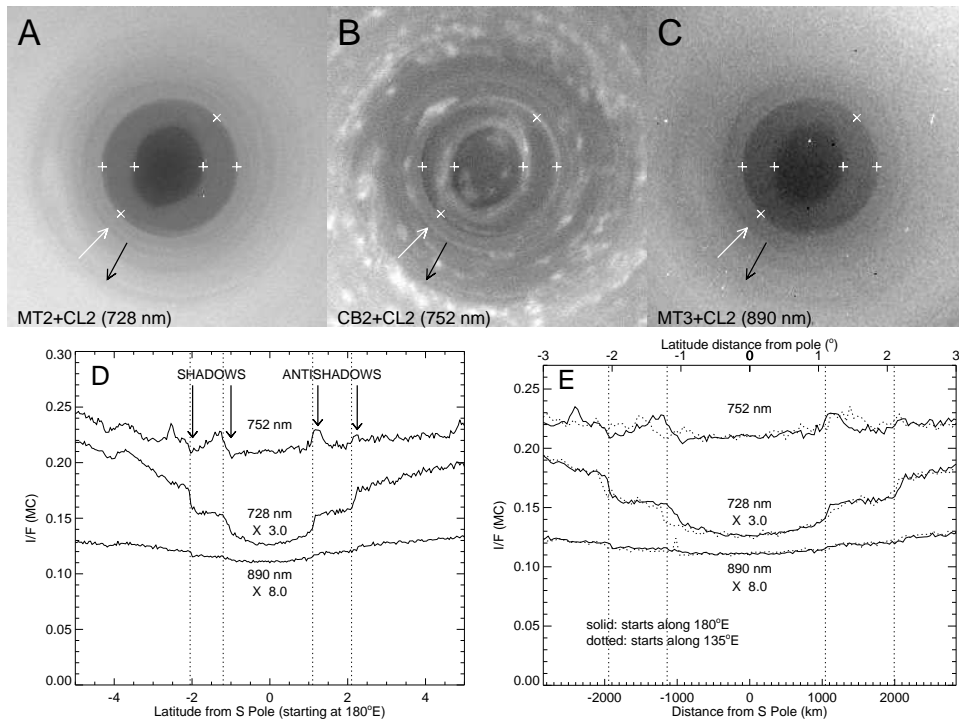 A
B
C
MT2+CL2 (728 nm)
CB2+CL2 (752 nm)
MT3+CL2 (890 nm)
D
SHADOWS
ANTISHADOWS
752 nm
728 nm
X 3.0
890 nm
X 8.0
0.30
0.25
0.20
0.15
0.10
0.05
0.00
I/F (MC)
-4 -2 0 2 4
Latitude from S Pole (starting at 180°E)
Latitude distance from pole (°)
-3 -2 -1 0 1 2 3
E
752 nm
728 nm
X 3.0
890 nm
X 8.0
solid: starts along 180°E
dotted: starts along 135°E
0.25
0.20
0.15
0.10
0.05
0.00
I/F (MC)
-2000 -1000 0 1000 2000
Distance from S Pole (km)